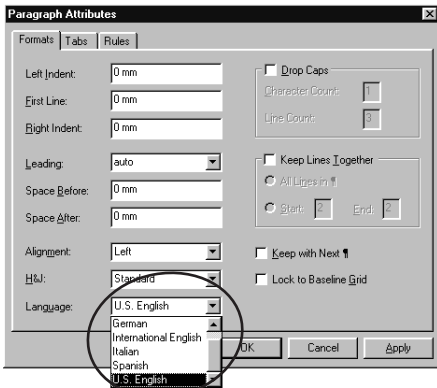 Paragraph Attributes
Formats Tabs Rules
Left Indent: 0 mm
First Line: 0 mm
Right Indent: 0 mm
Leading: auto
Space Before: 0 mm
Space After: 0 mm
Alignment: Left
H&J: Standard
Language: U.S. English
German
International English
Italian
Spanish
U.S. English
Drop Caps
Character Count: 1
Line Count: 3
Keep Lines Together
All Lines in ¶
Start: 2 End: 2
Keep with Next ¶
Lock to Baseline Grid
OK Cancel Apply